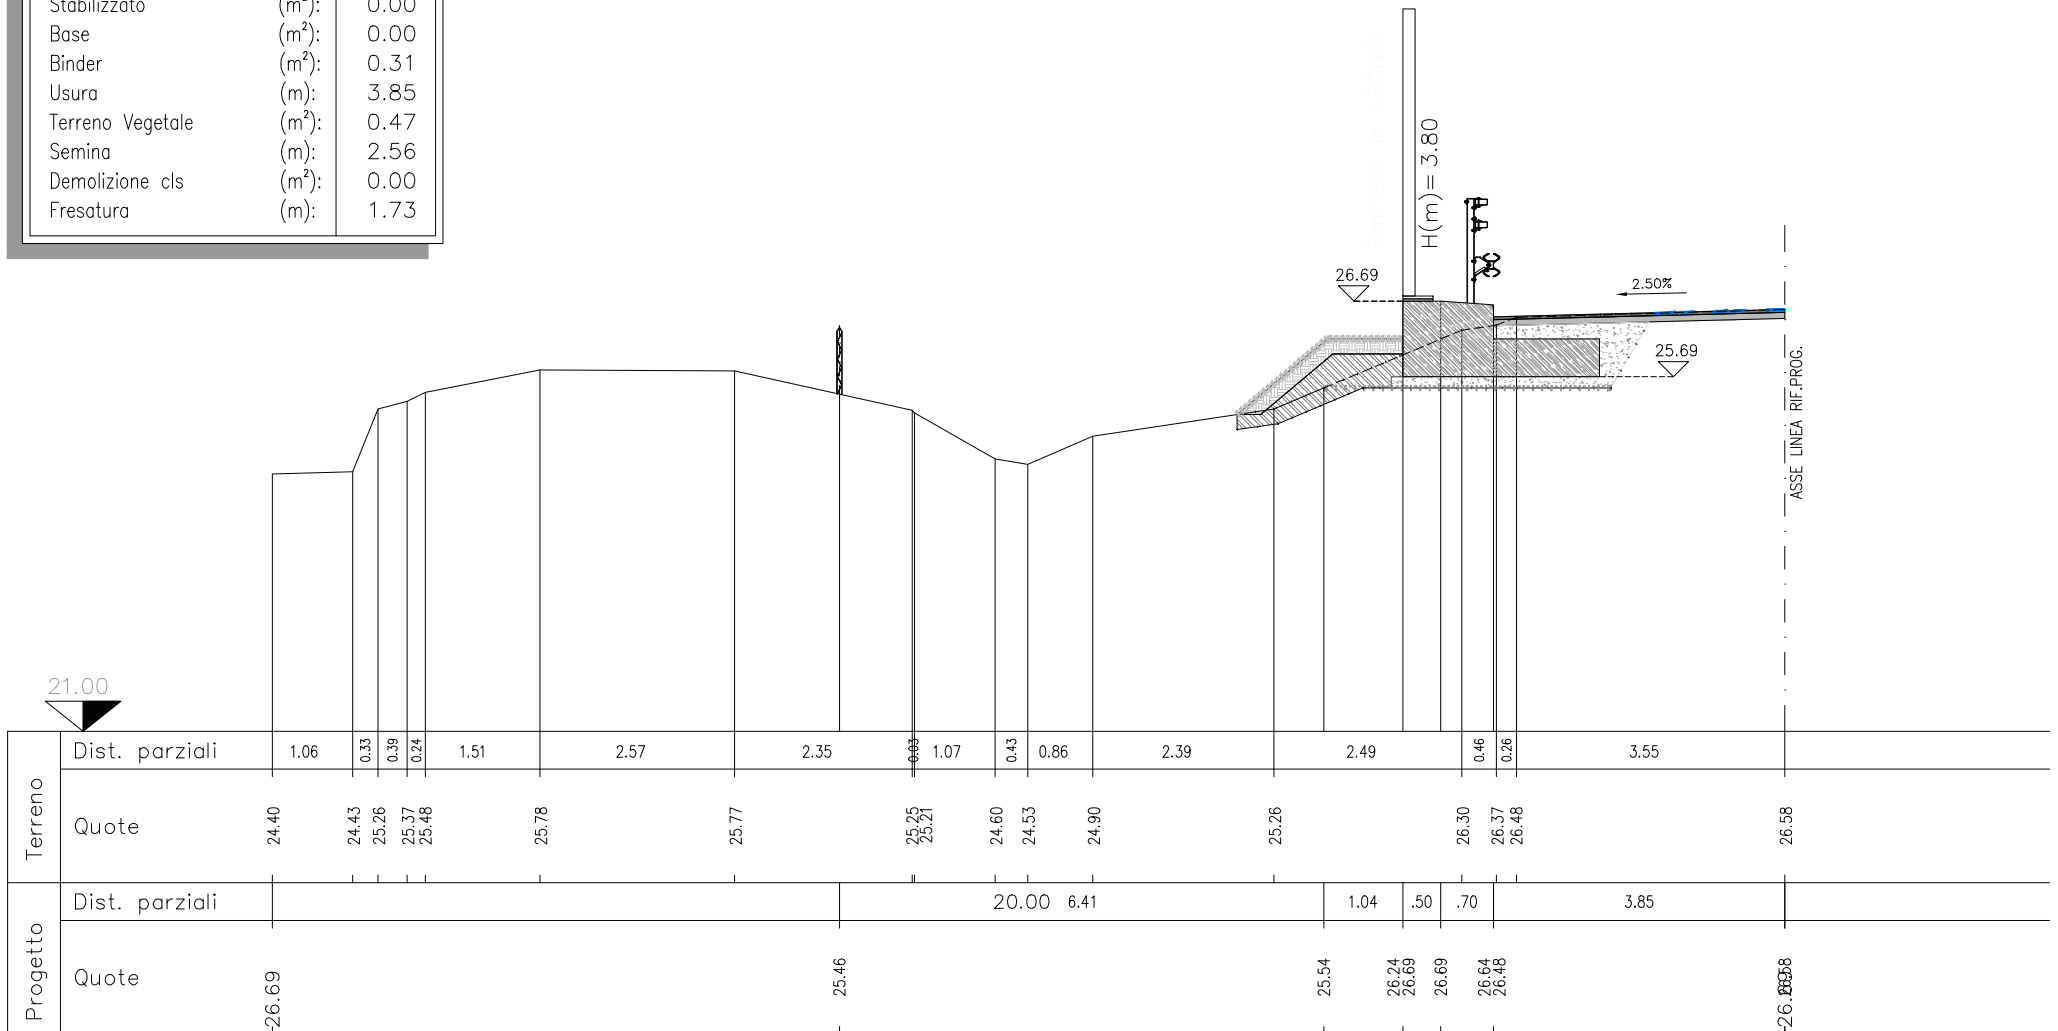 Stabilizzato (m²): 0.00
Base (m²): 0.00
Binder (m²): 0.31
Usura (m): 3.85
Terreno Vegetale (m²): 0.47
Semina (m): 2.56
Demolizione cls (m²): 0.00
Fresatura (m): 1.73
H(m)= 3.80
26.69
2.50%
25.69
ASSE LINEA RIF.PROG.
21.00
Terreno
Dist. parziali 1.06 0.33 0.39 0.24 1.51 2.57 2.35 0.03 1.07 0.43 0.86 2.39 2.49 0.46 0.26 3.55
Quote 24.40 24.43 25.26 25.37 25.48 25.78 25.77 25.25 25.21 24.60 24.53 24.90 25.26 26.30 26.37 26.48 26.58
Progetto
Dist. parziali 20.00 6.41 1.04 .50 .70 3.85
Quote 26.69 25.46 25.54 26.24 26.69 26.69 26.64 26.48